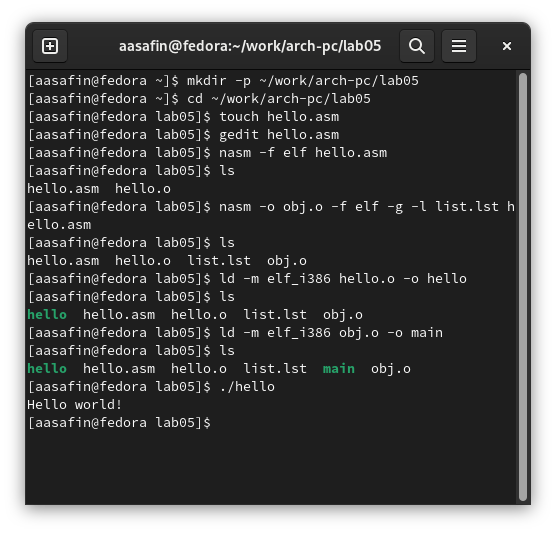 aasafin@fedora:~/work/arch-pc/lab05
[aasafin@fedora ~]$ mkdir -p ~/work/arch-pc/lab05
[aasafin@fedora ~]$ cd ~/work/arch-pc/lab05
[aasafin@fedora lab05]$ touch hello.asm
[aasafin@fedora lab05]$ gedit hello.asm
[aasafin@fedora lab05]$ nasm -f elf hello.asm
[aasafin@fedora lab05]$ ls
hello.asm  hello.o
[aasafin@fedora lab05]$ nasm -o obj.o -f elf -g -l list.lst h
ello.asm
[aasafin@fedora lab05]$ ls
hello.asm  hello.o  list.lst  obj.o
[aasafin@fedora lab05]$ ld -m elf_i386 hello.o -o hello
[aasafin@fedora lab05]$ ls
hello  hello.asm  hello.o  list.lst  obj.o
[aasafin@fedora lab05]$ ld -m elf_i386 obj.o -o main
[aasafin@fedora lab05]$ ls
hello  hello.asm  hello.o  list.lst  main  obj.o
[aasafin@fedora lab05]$ ./hello
Hello world!
[aasafin@fedora lab05]$